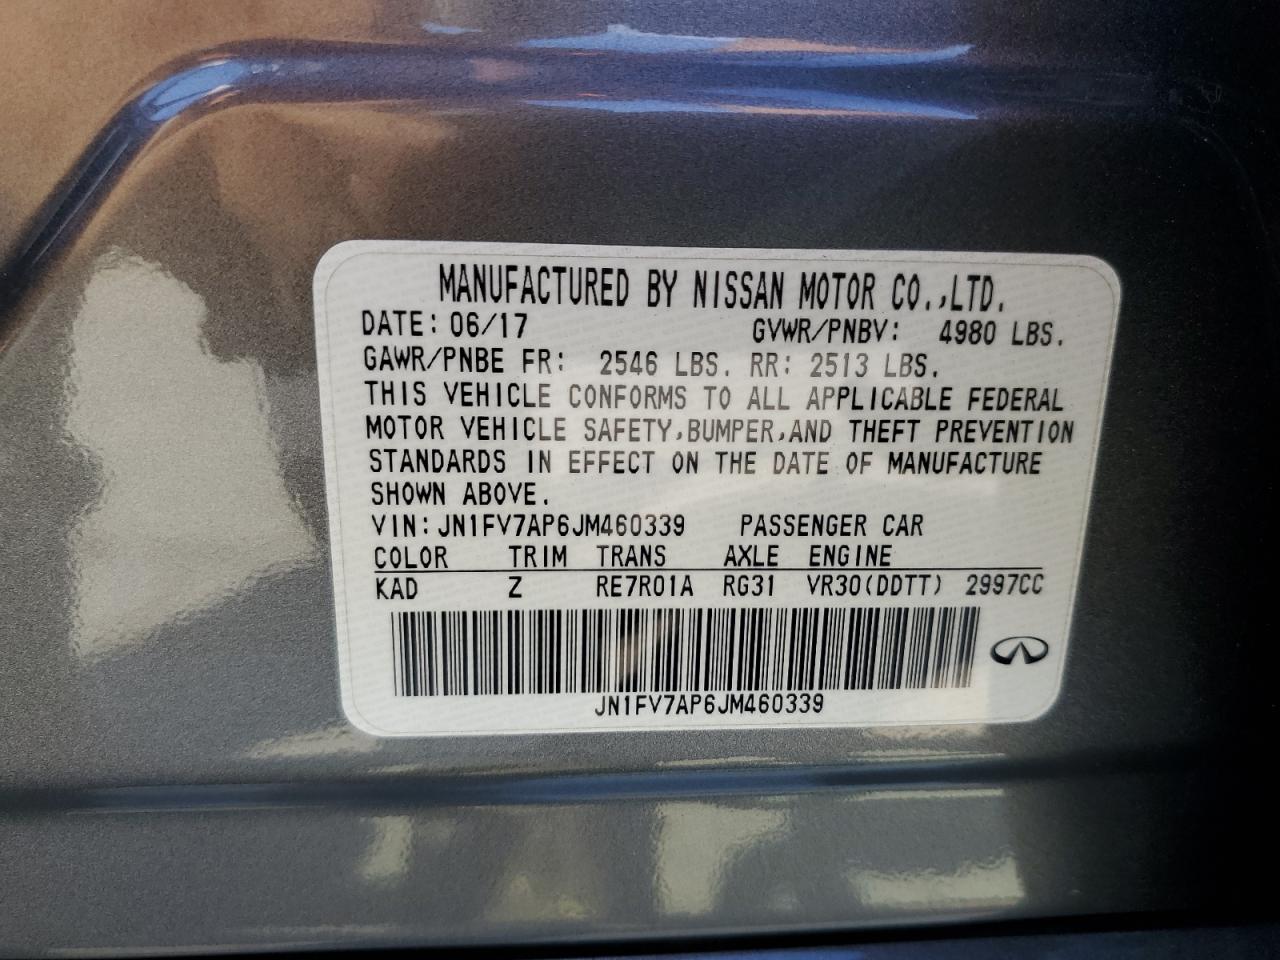 MANUFACTURED BY NISSAN MOTOR CO.,LTD.
DATE: 06/17 GVWR/PNBV: 4980 LBS.
GAWR/PNBE FR: 2546 LBS. RR: 2513 LBS.
THIS VEHICLE CONFORMS TO ALL APPLICABLE FEDERAL
MOTOR VEHICLE SAFETY,BUMPER,AND THEFT PREVENTION
STANDARDS IN EFFECT ON THE DATE OF MANUFACTURE
SHOWN ABOVE.
VIN: JN1FV7AP6JM460339 PASSENGER CAR
COLOR TRIM TRANS AXLE ENGINE
KAD Z RE7R01A RG31 VR30(DDTT) 2997CC
JN1FV7AP6JM460339